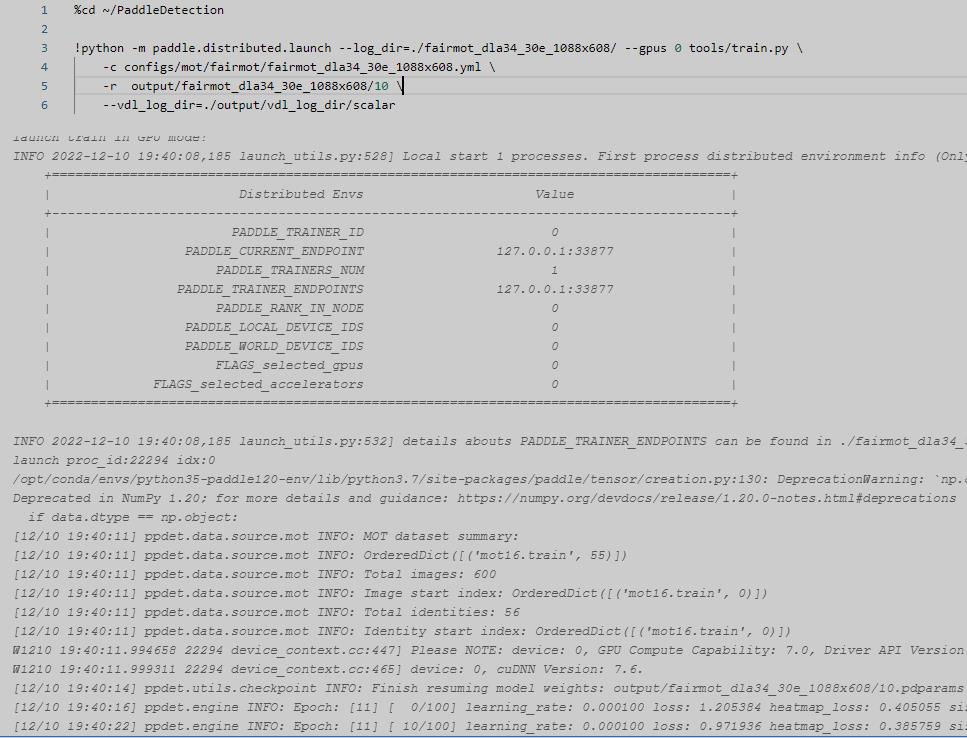 1 %cd ~/PaddleDetection
2
3 !python -m paddle.distributed.launch --log_dir=./fairmot_dla34_30e_1088x608/ --gpus 0 tools/train.py \
4 -c configs/mot/fairmot/fairmot_dla34_30e_1088x608.yml \
5 -r  output/fairmot_dla34_30e_1088x608/10 \
6 --vdl_log_dir=./output/vdl_log_dir/scalar
launch train in GPU mode!
INFO 2022-12-10 19:40:08,185 launch_utils.py:528] Local start 1 processes. First process distributed environment info (Only
+=======================================================================================+
| Distributed Envs Value |
+---------------------------------------------------------------------------------------+
| PADDLE_TRAINER_ID 0 |
| PADDLE_CURRENT_ENDPOINT 127.0.0.1:33877 |
| PADDLE_TRAINERS_NUM 1 |
| PADDLE_TRAINER_ENDPOINTS 127.0.0.1:33877 |
| PADDLE_RANK_IN_NODE 0 |
| PADDLE_LOCAL_DEVICE_IDS 0 |
| PADDLE_WORLD_DEVICE_IDS 0 |
| FLAGS_selected_gpus 0 |
| FLAGS_selected_accelerators 0 |
+=======================================================================================+
INFO 2022-12-10 19:40:08,185 launch_utils.py:532] details abouts PADDLE_TRAINER_ENDPOINTS can be found in ./fairmot_dla34_
launch proc_id:22294 idx:0
/opt/conda/envs/python35-paddle120-env/lib/python3.7/site-packages/paddle/tensor/creation.py:130: DeprecationWarning: `np.
Deprecated in NumPy 1.20; for more details and guidance: https://numpy.org/devdocs/release/1.20.0-notes.html#deprecations
if data.dtype == np.object:
[12/10 19:40:11] ppdet.data.source.mot INFO: MOT dataset summary:
[12/10 19:40:11] ppdet.data.source.mot INFO: OrderedDict([('mot16.train', 55)])
[12/10 19:40:11] ppdet.data.source.mot INFO: Total images: 600
[12/10 19:40:11] ppdet.data.source.mot INFO: Image start index: OrderedDict([('mot16.train', 0)])
[12/10 19:40:11] ppdet.data.source.mot INFO: Total identities: 56
[12/10 19:40:11] ppdet.data.source.mot INFO: Identity start index: OrderedDict([('mot16.train', 0)])
W1210 19:40:11.994658 22294 device_context.cc:447] Please NOTE: device: 0, GPU Compute Capability: 7.0, Driver API Version
W1210 19:40:11.999311 22294 device_context.cc:465] device: 0, cuDNN Version: 7.6.
[12/10 19:40:14] ppdet.utils.checkpoint INFO: Finish resuming model weights: output/fairmot_dla34_30e_1088x608/10.pdparams
[12/10 19:40:16] ppdet.engine INFO: Epoch: [11] [  0/100] learning_rate: 0.000100 loss: 1.205384 heatmap_loss: 0.405055
[12/10 19:40:22] ppdet.engine INFO: Epoch: [11] [ 10/100] learning_rate: 0.000100 loss: 0.971936 heatmap_loss: 0.385759